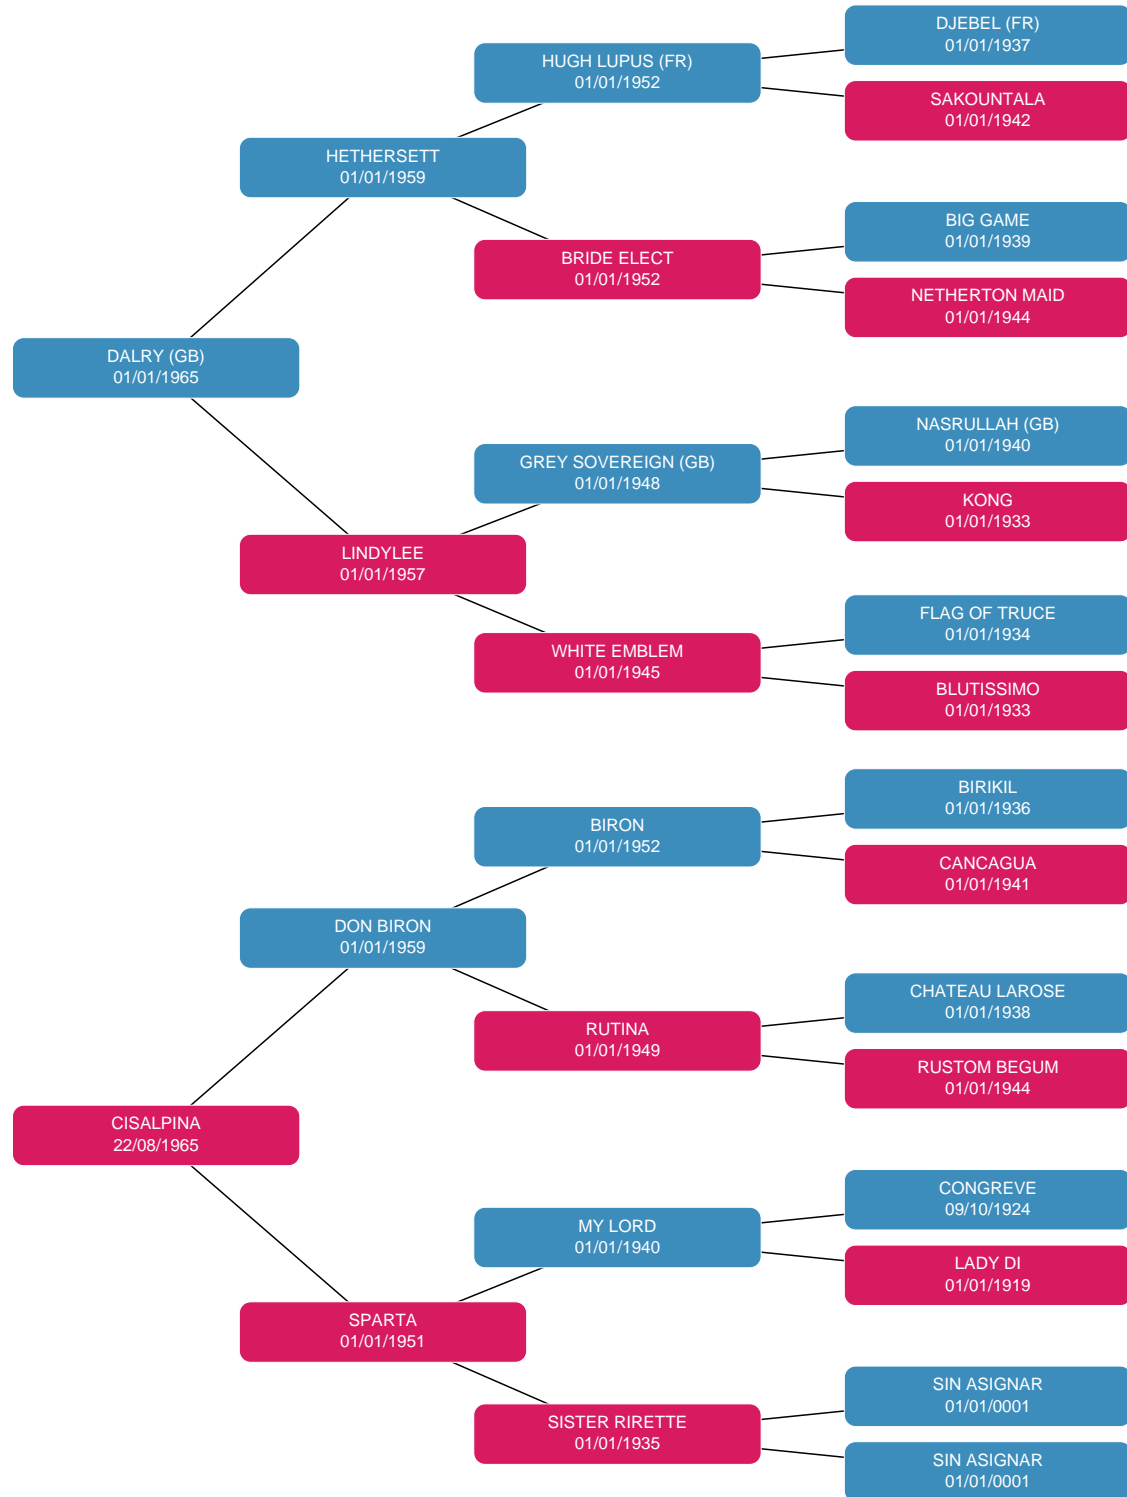 DJEBEL (FR)
01/01/1937
HUGH LUPUS (FR)
01/01/1952
SAKOUNTALA
01/01/1942
HETHERSETT
01/01/1959
BIG GAME
01/01/1939
BRIDE ELECT
01/01/1952
NETHERTON MAID
01/01/1944
DALRY (GB)
01/01/1965
NASRULLAH (GB)
01/01/1940
GREY SOVEREIGN (GB)
01/01/1948
KONG
01/01/1933
LINDYLEE
01/01/1957
FLAG OF TRUCE
01/01/1934
WHITE EMBLEM
01/01/1945
BLUTISSIMO
01/01/1933
BIRIKIL
01/01/1936
BIRON
01/01/1952
CANCAGUA
01/01/1941
DON BIRON
01/01/1959
CHATEAU LAROSE
01/01/1938
RUTINA
01/01/1949
RUSTOM BEGUM
01/01/1944
CISALPINA
22/08/1965
CONGREVE
09/10/1924
MY LORD
01/01/1940
LADY DI
01/01/1919
SPARTA
01/01/1951
SIN ASIGNAR
01/01/0001
SISTER RIRETTE
01/01/1935
SIN ASIGNAR
01/01/0001